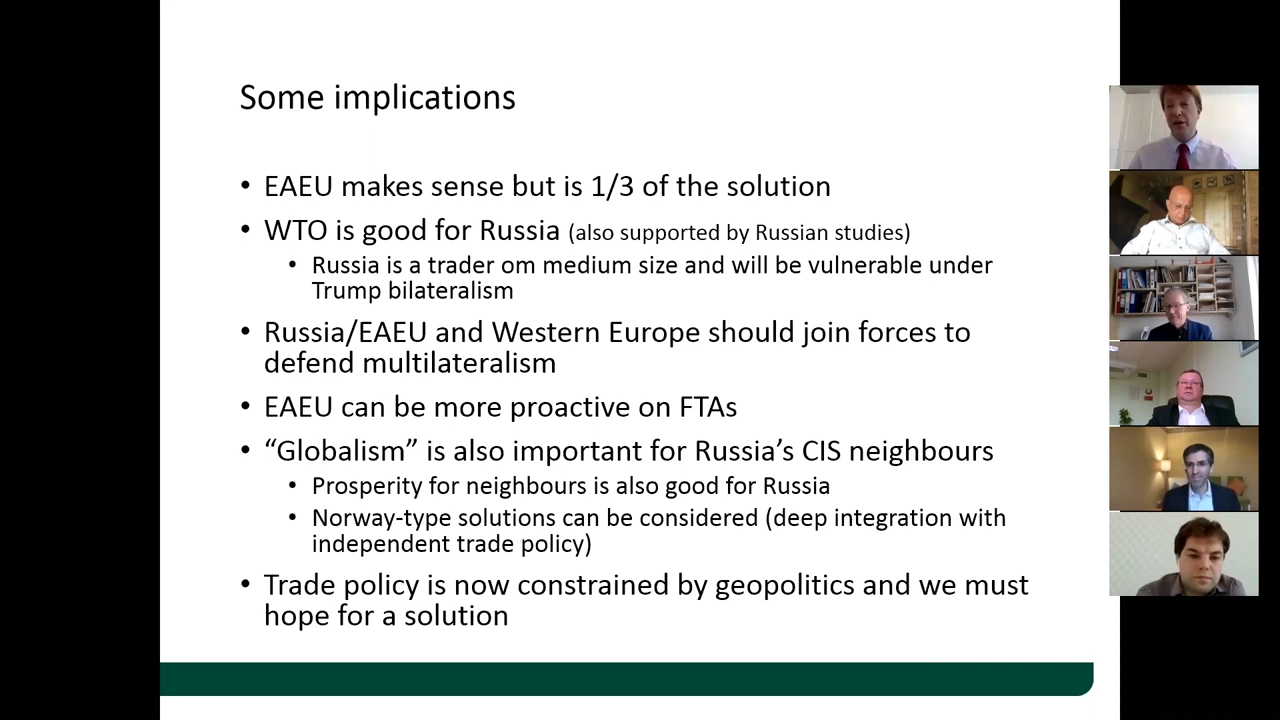 Some implications
• EAEU makes sense but is 1/3 of the solution
• WTO is good for Russia (also supported by Russian studies)
• Russia is a trader om medium size and will be vulnerable under
Trump bilateralism
• Russia/EAEU and Western Europe should join forces to
defend multilateralism
• EAEU can be more proactive on FTAs
• “Globalism” is also important for Russia’s CIS neighbours
• Prosperity for neighbours is also good for Russia
• Norway-type solutions can be considered (deep integration with
independent trade policy)
• Trade policy is now constrained by geopolitics and we must
hope for a solution